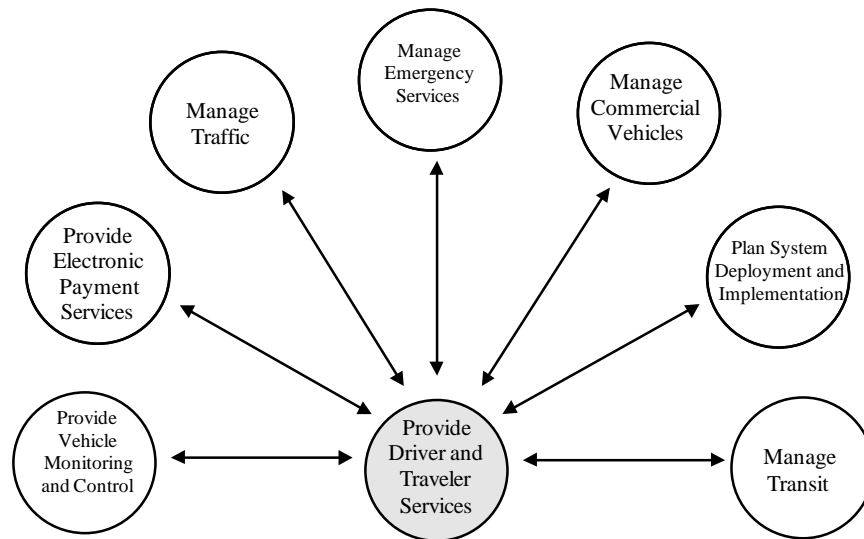 Manage
Emergency
Services
Manage
Traffic
Manage
Commercial
Vehicles
Provide
Electronic
Payment
Services
Plan System
Deployment and
Implementation
Provide
Vehicle
Monitoring
and Control
Provide
Driver and
Traveler
Services
Manage
Transit